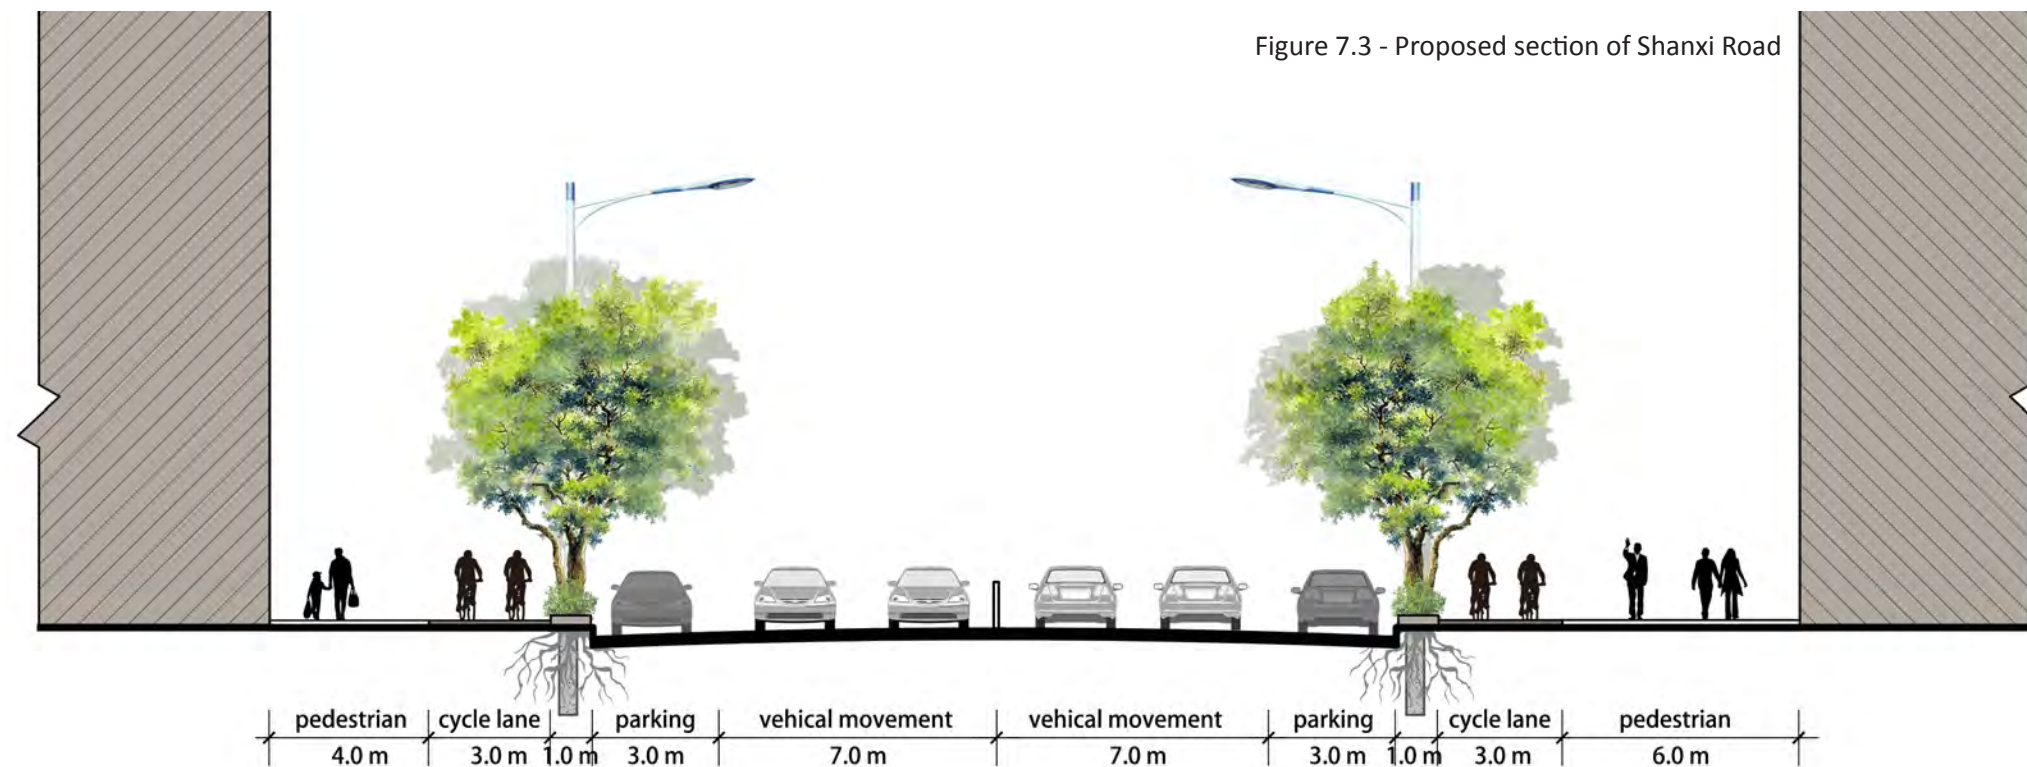 Figure 7.3 - Proposed section of Shanxi Road
pedestrian cycle lane parking vehical movement vehical movement parking cycle lane pedestrian
4.0 m 3.0 m 1.0 m 3.0 m 7.0 m 7.0 m 3.0 m 1.0 m 3.0 m 6.0 m